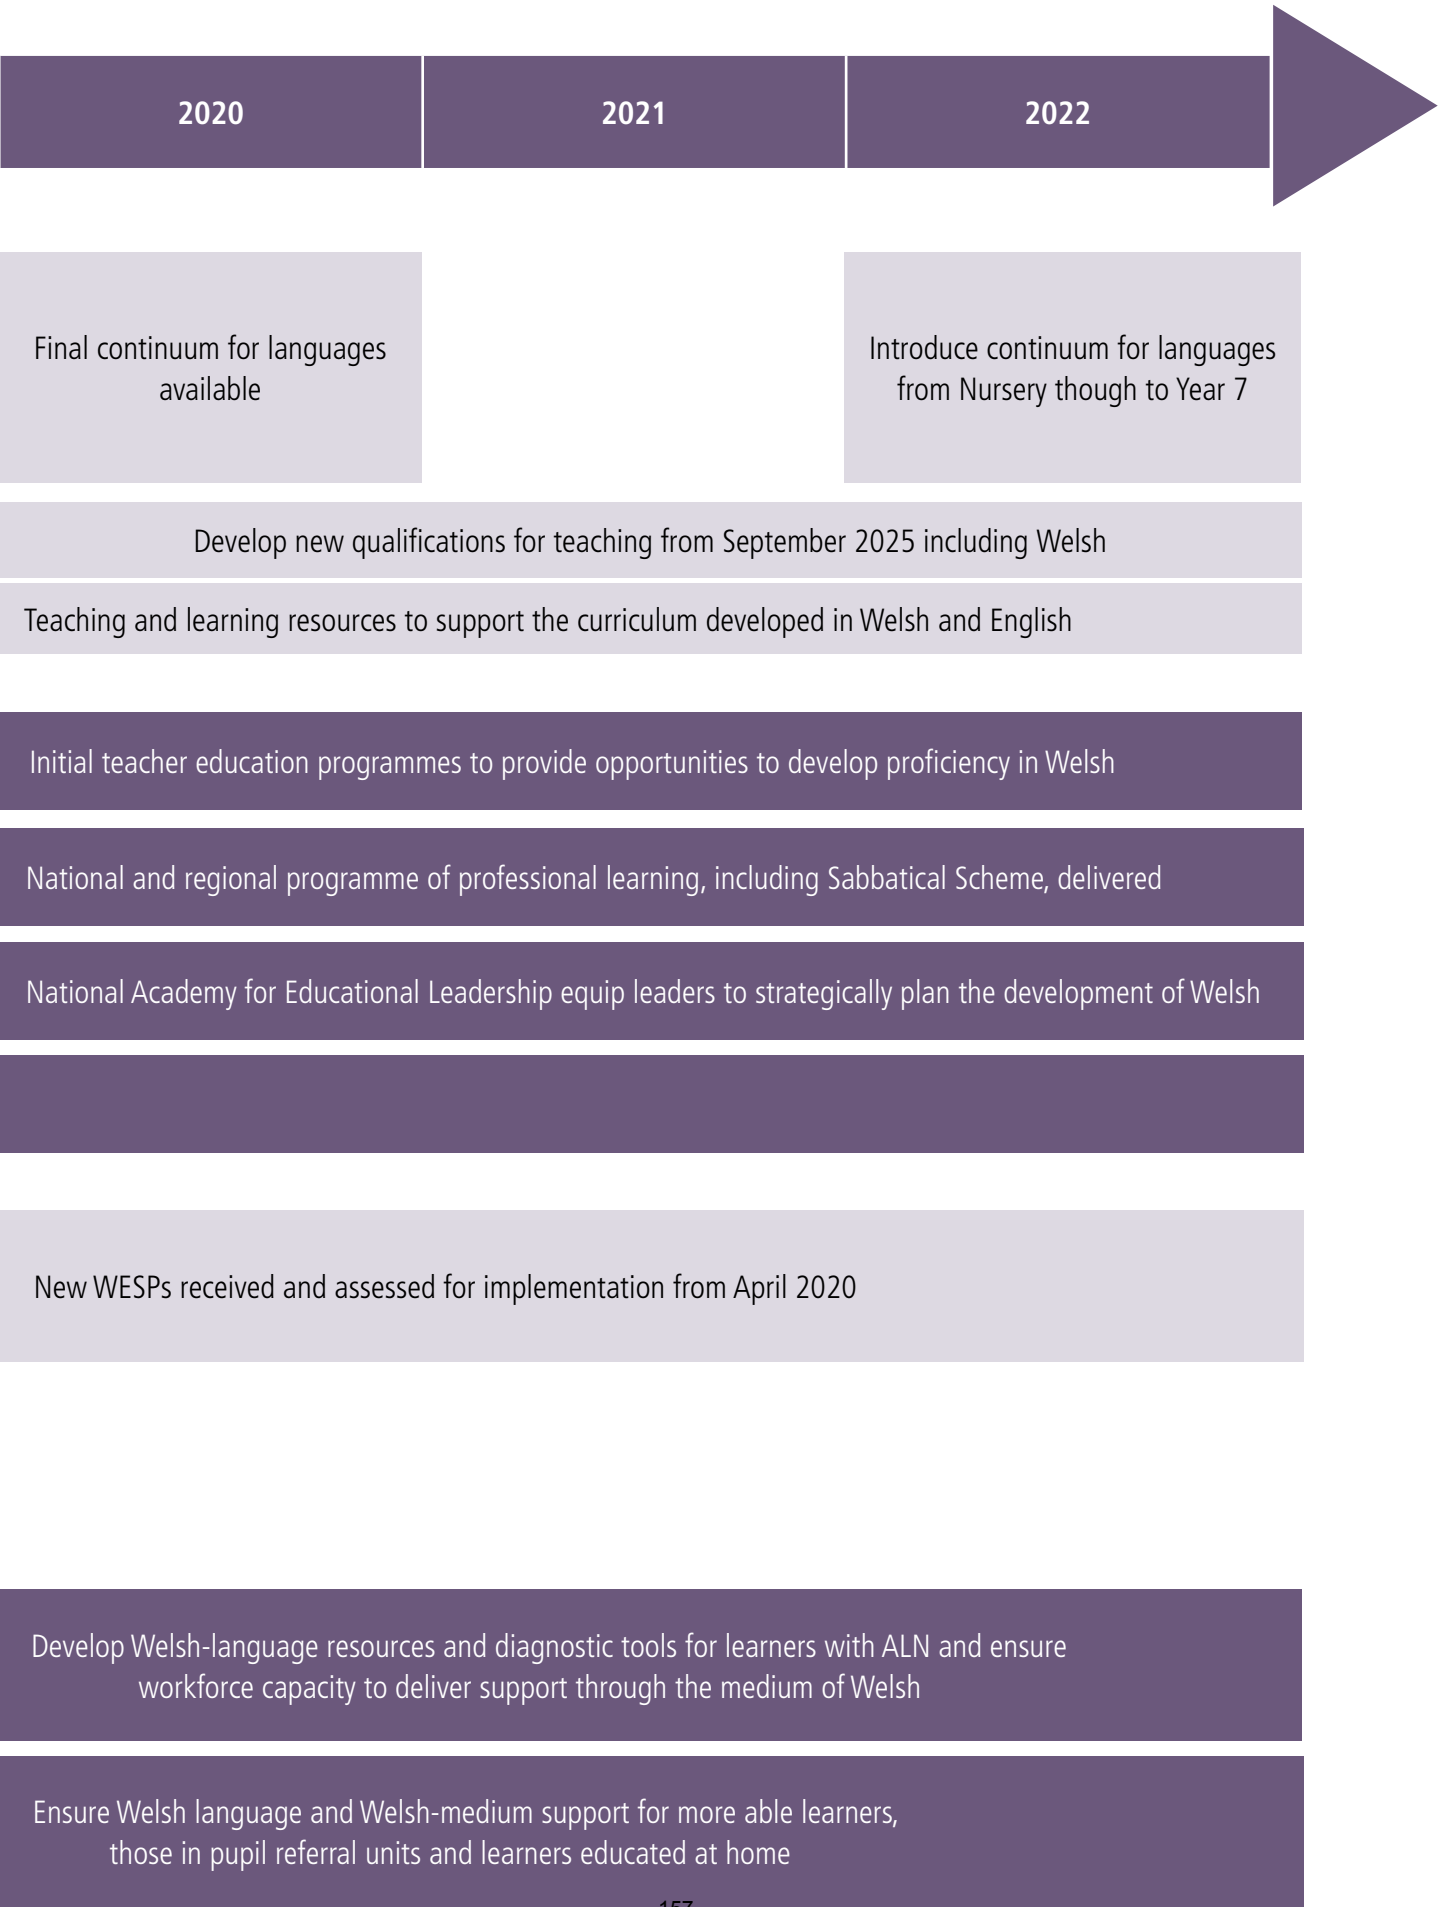 2020
2021
2022
Final continuum for languages
available
Introduce continuum for languages
from Nursery though to Year 7
Develop new qualifications for teaching from September 2025 including Welsh
Teaching and learning resources to support the curriculum developed in Welsh and English
Initial teacher education programmes to provide opportunities to develop proficiency in Welsh
National and regional programme of professional learning, including Sabbatical Scheme, delivered
National Academy for Educational Leadership equip leaders to strategically plan the development of Welsh
New WESPs received and assessed for implementation from April 2020
Develop Welsh-language resources and diagnostic tools for learners with ALN and ensure
workforce capacity to deliver support through the medium of Welsh
Ensure Welsh language and Welsh-medium support for more able learners,
those in pupil referral units and learners educated at home
157